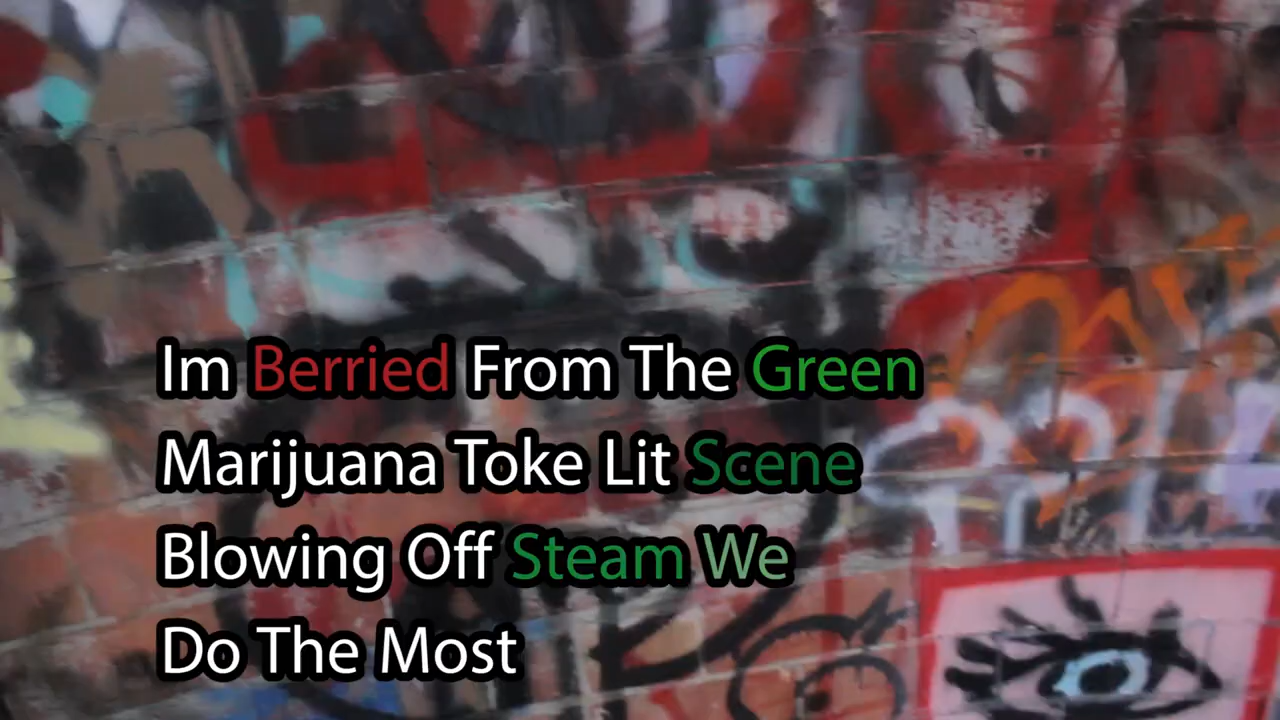 Im Berried From The Green
Marijuana Toke Lit Scene
Blowing Off Steam We
Do The Most